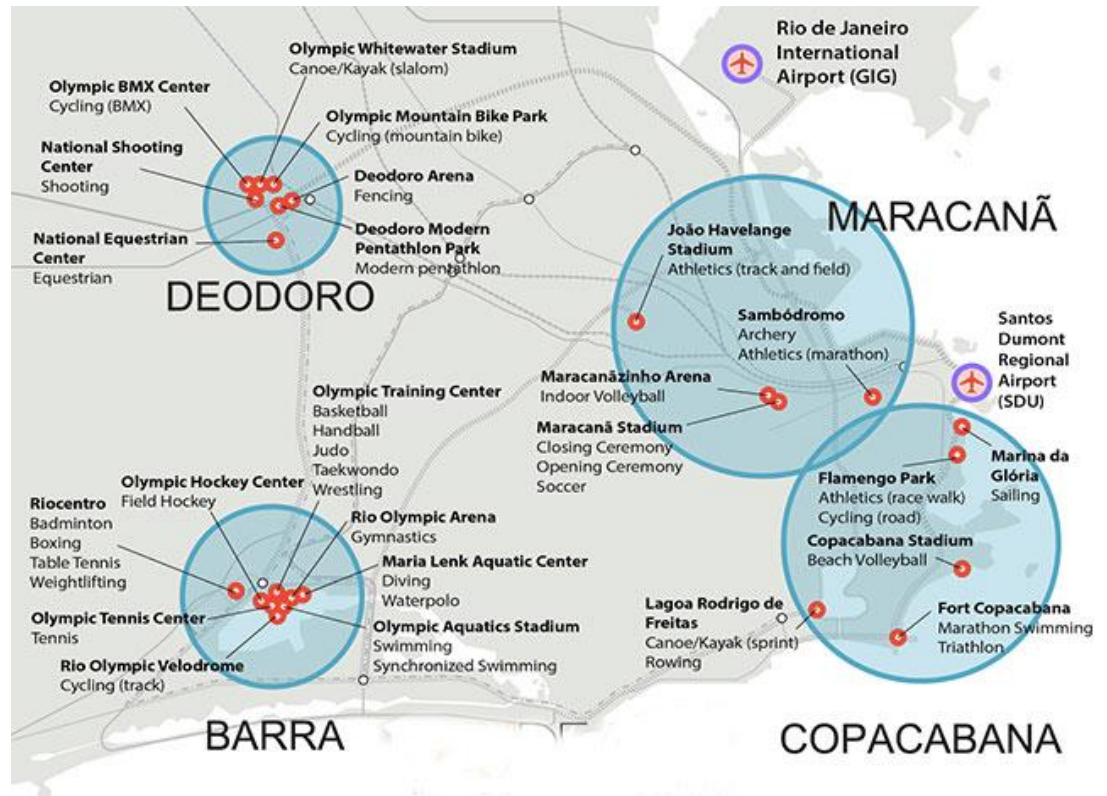 Rio de Janeiro
International
Airport (GIG)
Olympic Whitewater Stadium
Canoe/Kayak (slalom)
Olympic BMX Center
Cycling (BMX)
Olympic Mountain Bike Park
Cycling (mountain bike)
National Shooting
Center
Shooting
Deodoro Arena
Fencing
Deodoro Modern
Pentathlon Park
Modern pentathlon
National Equestrian
Center
Equestrian
DEODORO
MARACANÃ
João Havelange
Stadium
Athletics (track and field)
Sambódromo
Archery
Athletics (marathon)
Santos
Dumont
Regional
Airport
(SDU)
Maracanãzinho Arena
Indoor Volleyball
Maracanã Stadium
Closing Ceremony
Opening Ceremony
Soccer
Olympic Training Center
Basketball
Handball
Judo
Taekwondo
Wrestling
Olympic Hockey Center
Field Hockey
Riocentro
Badminton
Boxing
Table Tennis
Weightlifting
Rio Olympic Arena
Gymnastics
Maria Lenk Aquatic Center
Diving
Waterpolo
Olympic Tennis Center
Tennis
Olympic Aquatics Stadium
Swimming
Synchronized Swimming
Rio Olympic Velodrome
Cycling (track)
BARRA
Marina da
Glória
Sailing
Flamengo Park
Athletics (race walk)
Cycling (road)
Copacabana Stadium
Beach Volleyball
Lagoa Rodrigo de
Freitas
Canoe/Kayak (sprint)
Rowing
Fort Copacabana
Marathon Swimming
Triathlon
COPACABANA